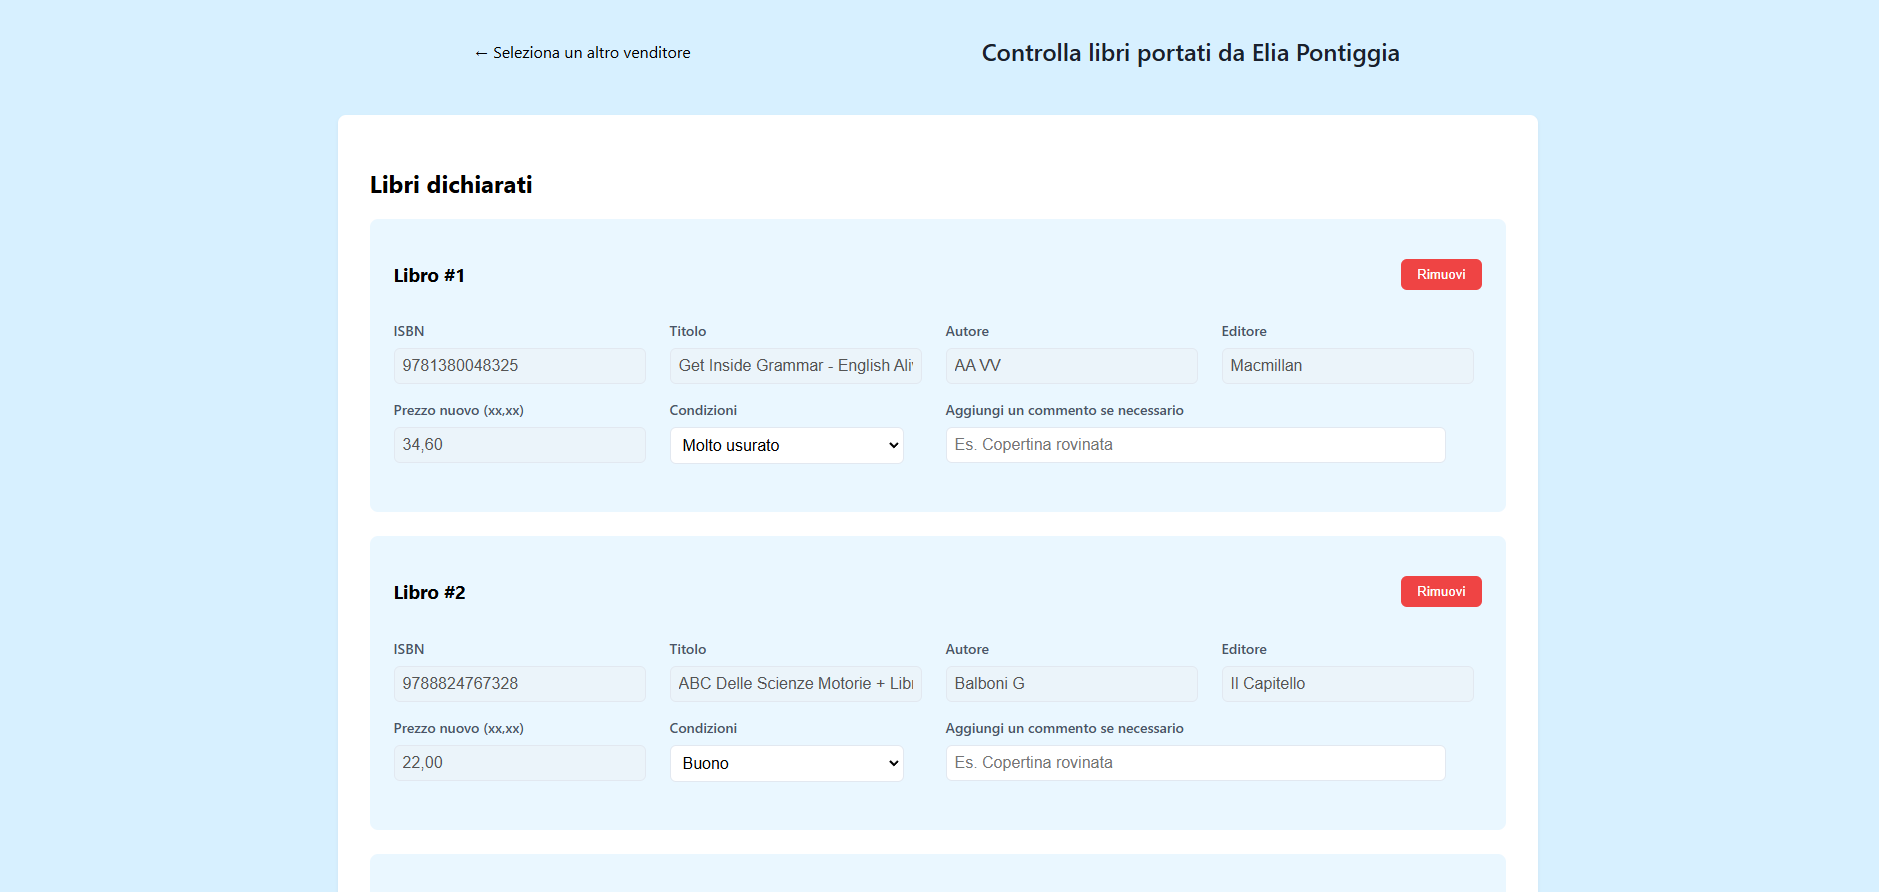 ← Seleziona un altro venditore
Controlla libri portati da Elia Pontiggia
Libri dichiarati
Libro #1
Rimuovi
ISBN
Titolo
Autore
Editore
9781380048325
Get Inside Grammar - English Ali
AA VV
Macmillan
Prezzo nuovo (xx,xx)
Condizioni
Aggiungi un commento se necessario
34,60
Molto usurato
Es. Copertina rovinata
Libro #2
Rimuovi
ISBN
Titolo
Autore
Editore
9788824767328
ABC Delle Scienze Motorie + Lib
Balboni G
Il Capitello
Prezzo nuovo (xx,xx)
Condizioni
Aggiungi un commento se necessario
22,00
Buono
Es. Copertina rovinata